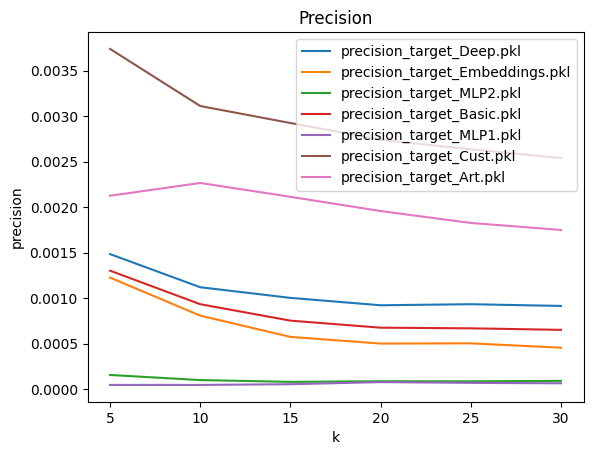 Precision
precision_target_Deep.pkl
precision_target_Embeddings.pkl
precision_target_MLP2.pkl
precision_target_Basic.pkl
precision_target_MLP1.pkl
precision_target_Cust.pkl
precision_target_Art.pkl
0.0035
0.0030
0.0025
0.0020
0.0015
0.0010
0.0005
0.0000
precision
5 10 15 20 25 30
k